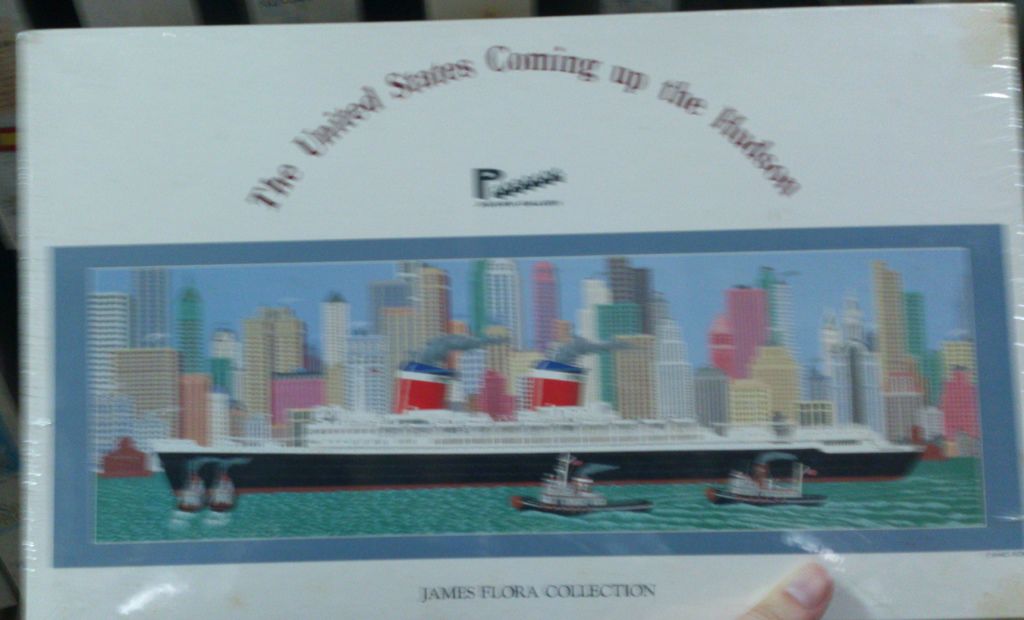 The United States Coming up the Hudson
JAMES FLORA COLLECTION